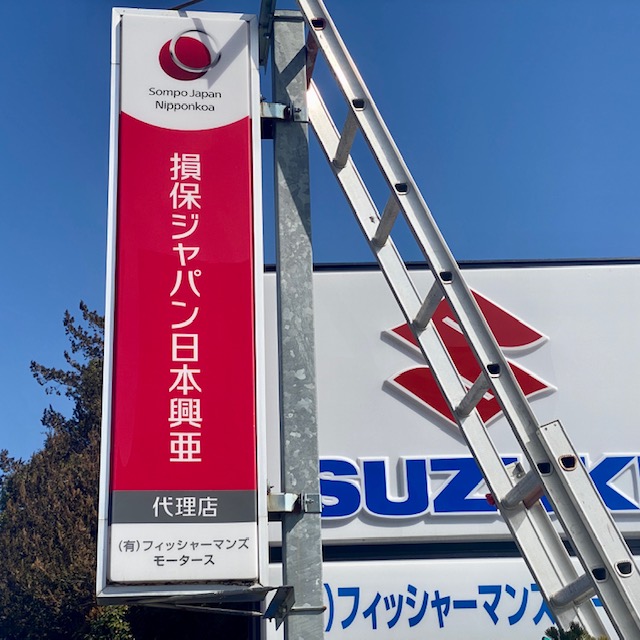 Sompo Japan
Nipponkoa
損保ジャパン日本興亜
代理店
(有)フィッシャーマンズ
モータース
SUZUKI
)フィッシャーマンズ